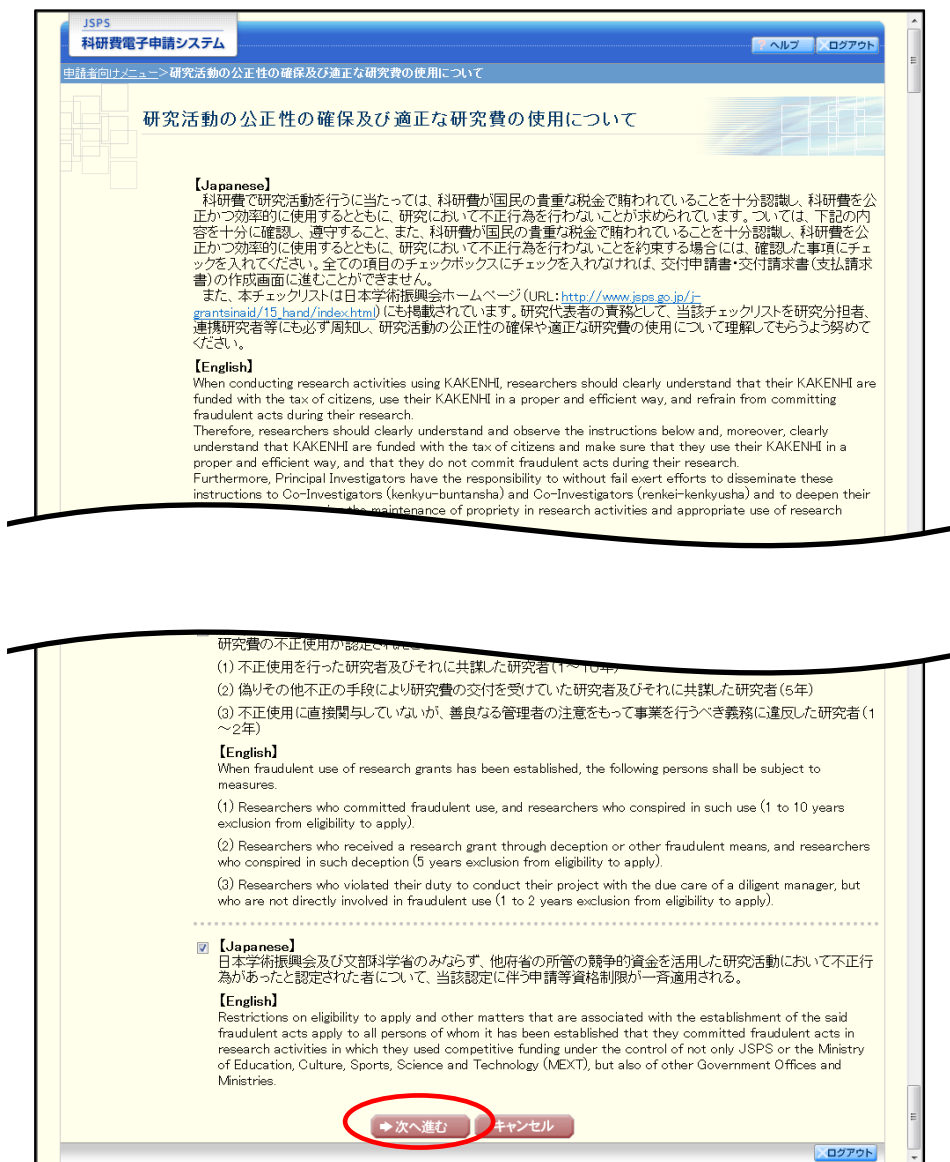 JSPS
科研費電子申請システム
? ヘルプ ×ログアウト
申請者向けメニュー>研究活動の公正性の確保及び適正な研究費の使用について
研究活動の公正性の確保及び適正な研究費の使用について
【Japanese】
科研費で研究活動を行うに当たっては、科研費が国民の貴重な税金で賄われていることを十分認識し、科研費を公
正かつ効率的に使用するとともに、研究において不正行為を行わないことが求められています。ついては、下記の内
容を十分に確認し、遵守すること、また、科研費が国民の貴重な税金で賄われていることを十分認識し、科研費を公
正かつ効率的に使用するとともに、研究において不正行為を行わないことを約束する場合には、確認した事項にチェ
ックを入れてください。全ての項目のチェックボックスにチェックを入れなければ、交付申請書・交付請求書(支払請求
書)の作成画面に進むことができません。
また、本チェックリストは日本学術振興会ホームページ(URL:http://www.jsps.go.jp/j-
grantsinaid/15_hand/index.html)にも掲載されています。研究代表者の責務として、当該チェックリストを研究分担者、
連携研究者等にも必ず周知し、研究活動の公正性の確保や適正な研究費の使用について理解してもらうよう努めて
ください。
【English】
When conducting research activities using KAKENHI, researchers should clearly understand that their KAKENHI are
funded with the tax of citizens, use their KAKENHI in a proper and efficient way, and refrain from committing
fraudulent acts during their research.
Therefore, researchers should clearly understand and observe the instructions below and, moreover, clearly
understand that KAKENHI are funded with the tax of citizens and make sure that they use their KAKENHI in a
proper and efficient way, and that they do not commit fraudulent acts during their research.
Furthermore, Principal Investigators have the responsibility to without fail exert efforts to disseminate these
instructions to Co-Investigators (kenkyu-buntansha) and Co-Investigators (renkei-kenkyusha) and to deepen their
the maintenance of propriety in research activities and appropriate use of research
研究費の不正使用が認定された
(1) 不正使用を行った研究者及びそれに共謀した研究者(1～10年)
(2) 偽りその他不正の手段により研究費の交付を受けていた研究者及びそれに共謀した研究者(5年)
(3) 不正使用に直接関与していないが、善良なる管理者の注意をもって事業を行うべき義務に違反した研究者(1
～2年)
【English】
When fraudulent use of research grants has been established, the following persons shall be subject to
measures.
(1) Researchers who committed fraudulent use, and researchers who conspired in such use (1 to 10 years
exclusion from eligibility to apply).
(2) Researchers who received a research grant through deception or other fraudulent means, and researchers
who conspired in such deception (5 years exclusion from eligibility to apply).
(3) Researchers who violated their duty to conduct their project with the due care of a diligent manager, but
who are not directly involved in fraudulent use (1 to 2 years exclusion from eligibility to apply).
【Japanese】
日本学術振興会及び文部科学省のみならず、他府省の所管の競争的資金を活用した研究活動において不正行
為があったと認定された者について、当該認定に伴う申請等資格制限が一斉適用される。
【English】
Restrictions on eligibility to apply and other matters that are associated with the establishment of the said
fraudulent acts apply to all persons of whom it has been established that they committed fraudulent acts in
research activities in which they used competitive funding under the control of not only JSPS or the Ministry
of Education, Culture, Sports, Science and Technology (MEXT), but also of other Government Offices and
Ministries.
➡次へ進む キャンセル
×ログアウト